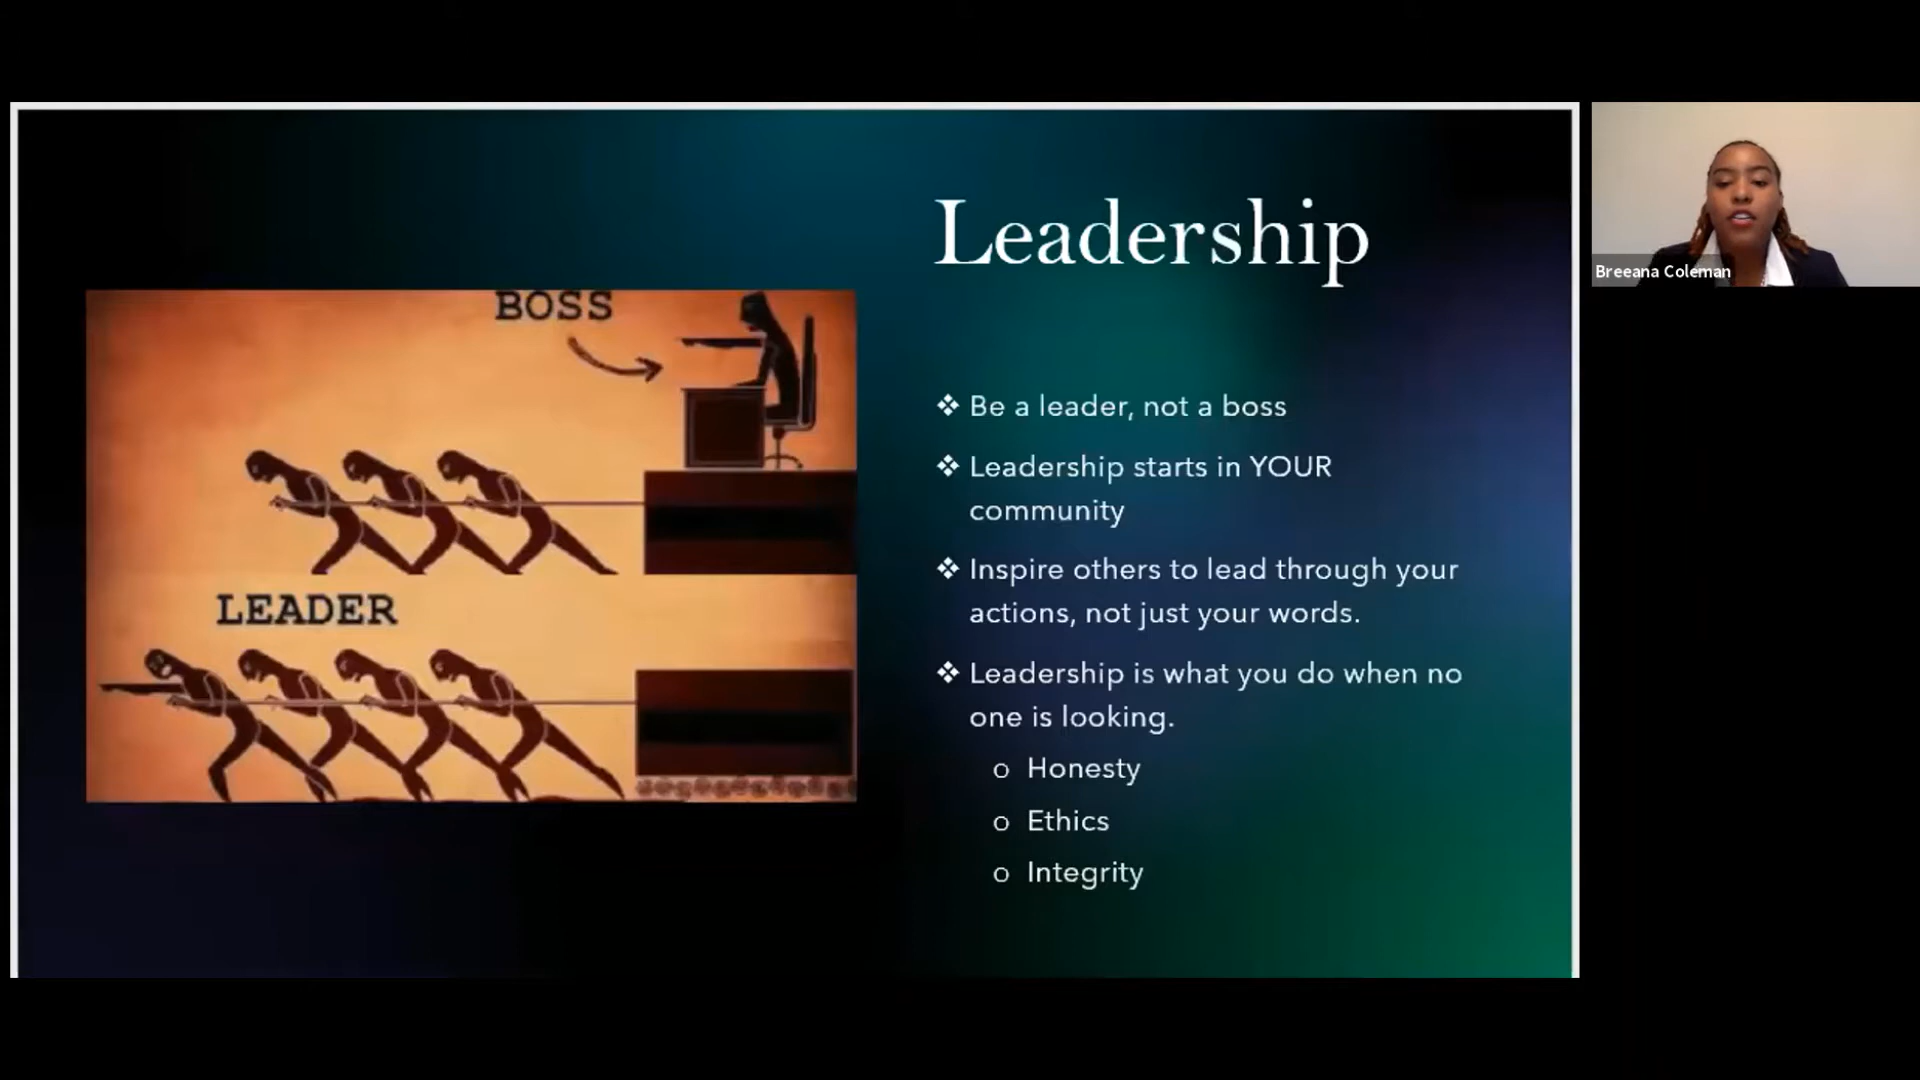 Leadership
BOSS
LEADER
❖ Be a leader, not a boss
❖ Leadership starts in YOUR
community
❖ Inspire others to lead through your
actions, not just your words.
❖ Leadership is what you do when no
one is looking.
o Honesty
o Ethics
o Integrity
Breeana Coleman